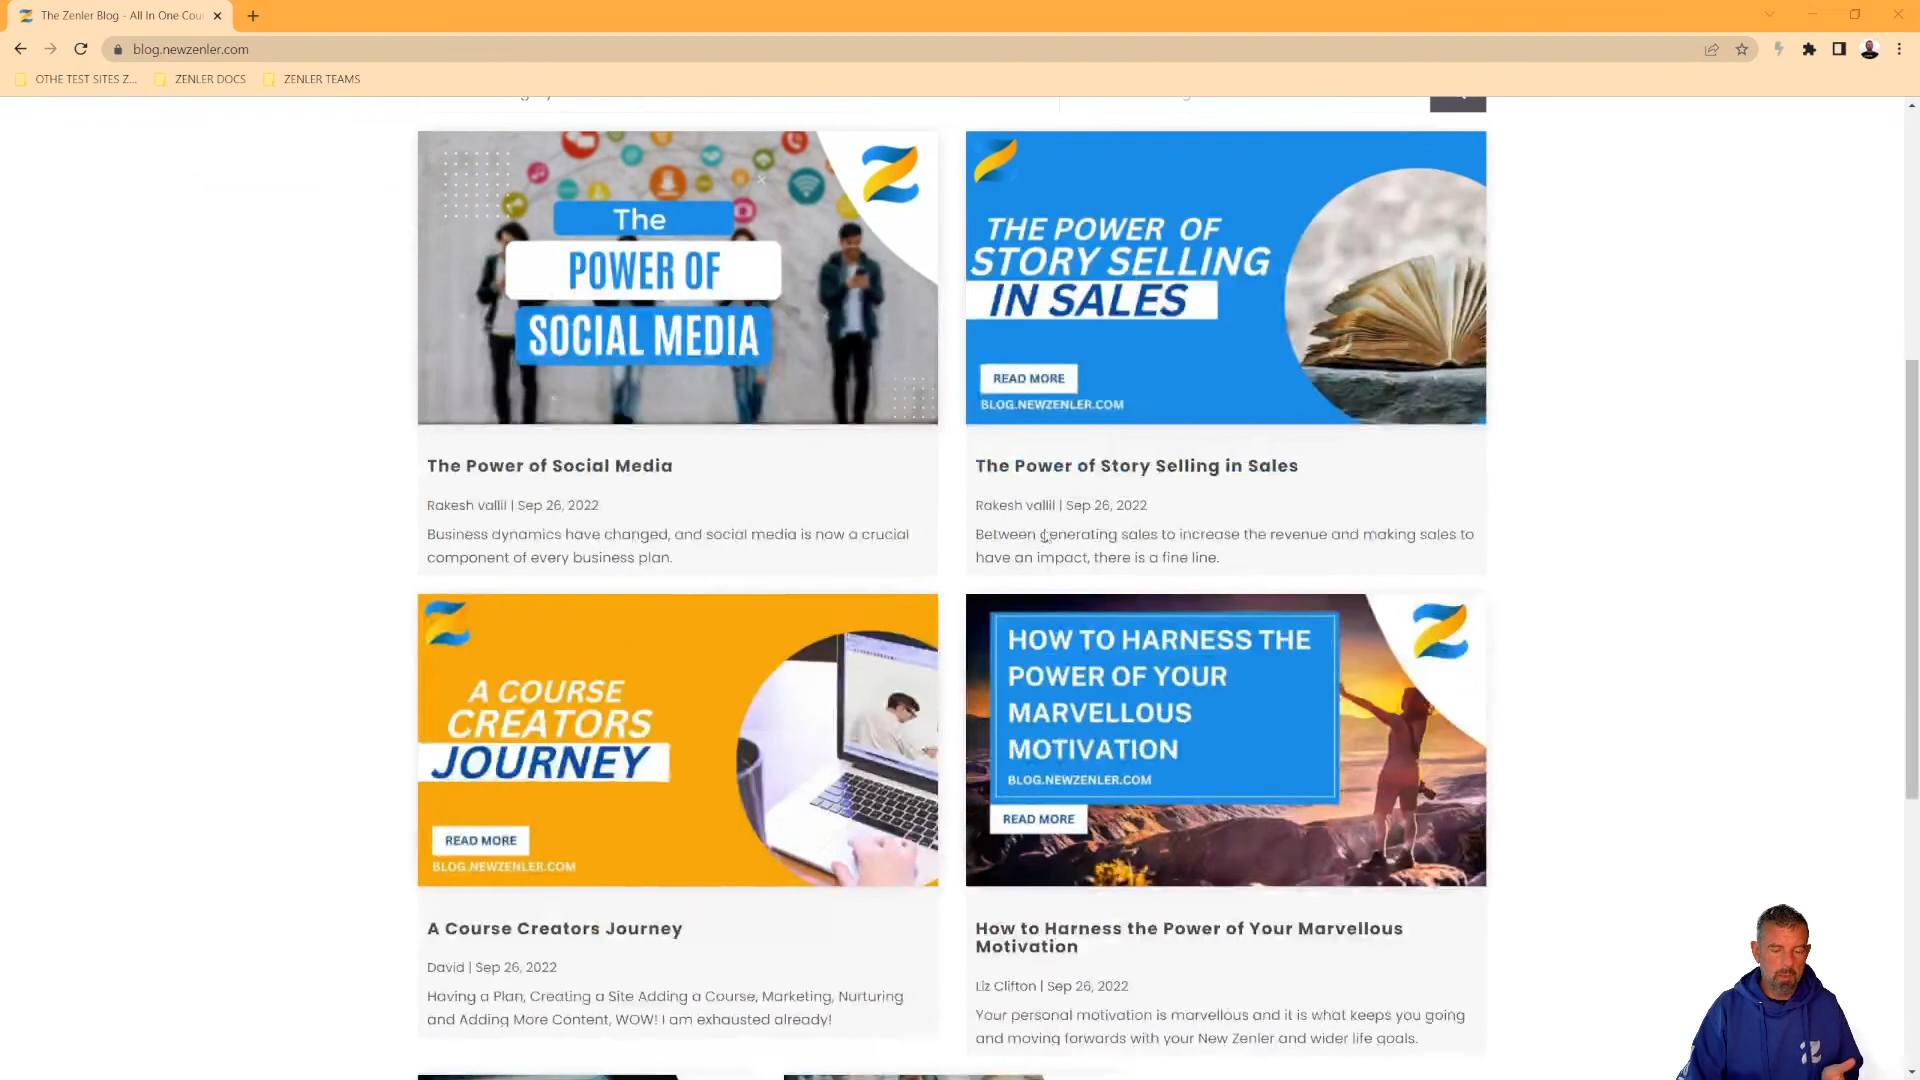 The Zenler Blog - All In One Cou
blog.newzenler.com
OTHE TEST SITES Z...
ZENLER DOCS
ZENLER TEAMS
The
POWER OF
SOCIAL MEDIA
THE POWER OF
STORY SELLING
IN SALES
READ MORE
BLOG.NEWZENLER.COM
The Power of Social Media
Rakesh vallil | Sep 26, 2022
Business dynamics have changed, and social media is now a crucial
component of every business plan.
The Power of Story Selling in Sales
Rakesh vallil | Sep 26, 2022
Between generating sales to increase the revenue and making sales to
have an impact, there is a fine line.
A COURSE
CREATORS
JOURNEY
READ MORE
BLOG.NEWZENLER.COM
HOW TO HARNESS THE
POWER OF YOUR
MARVELLOUS
MOTIVATION
BLOG.NEWZENLER.COM
READ MORE
A Course Creators Journey
David | Sep 26, 2022
Having a Plan, Creating a Site Adding a Course, Marketing, Nurturing
and Adding More Content, WOW! I am exhausted already!
How to Harness the Power of Your Marvellous
Motivation
Liz Clifton | Sep 26, 2022
Your personal motivation is marvellous and it is what keeps you going
and moving forwards with your New Zenler and wider life goals.